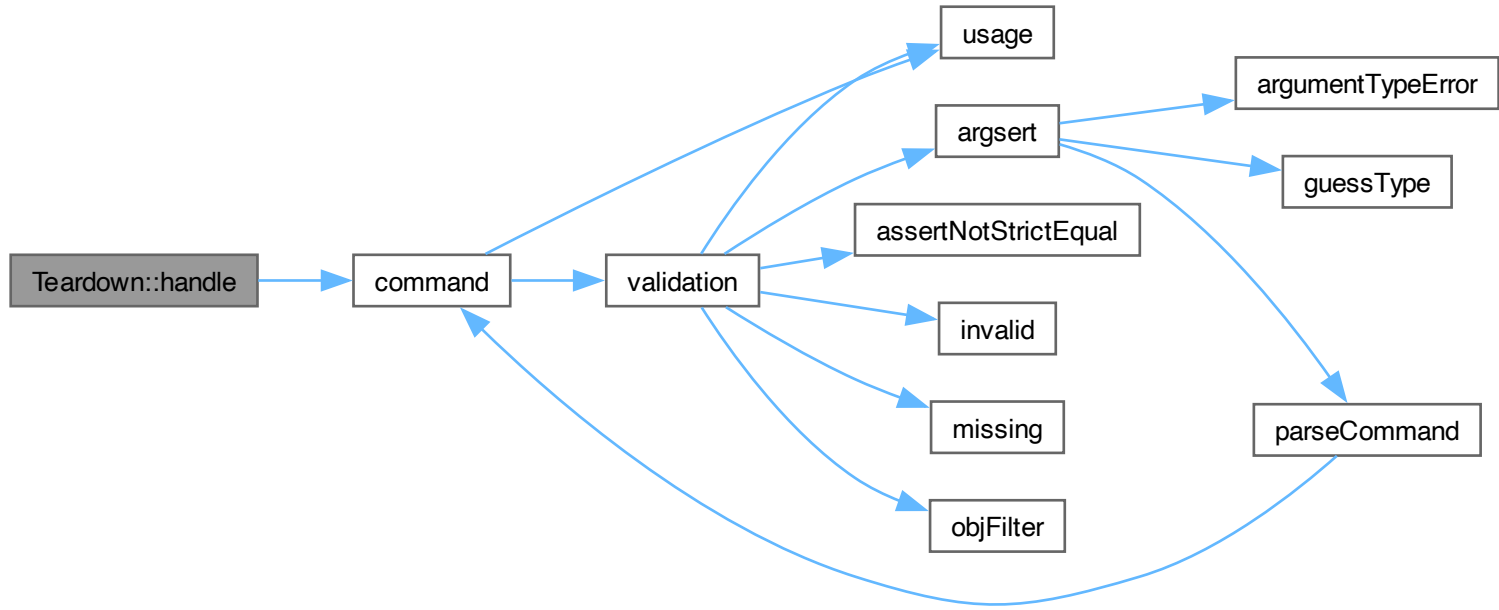 Teardown::handle
command
validation
usage
argsert
assertNotStrictEqual
invalid
missing
objFilter
argumentTypeError
guessType
parseCommand